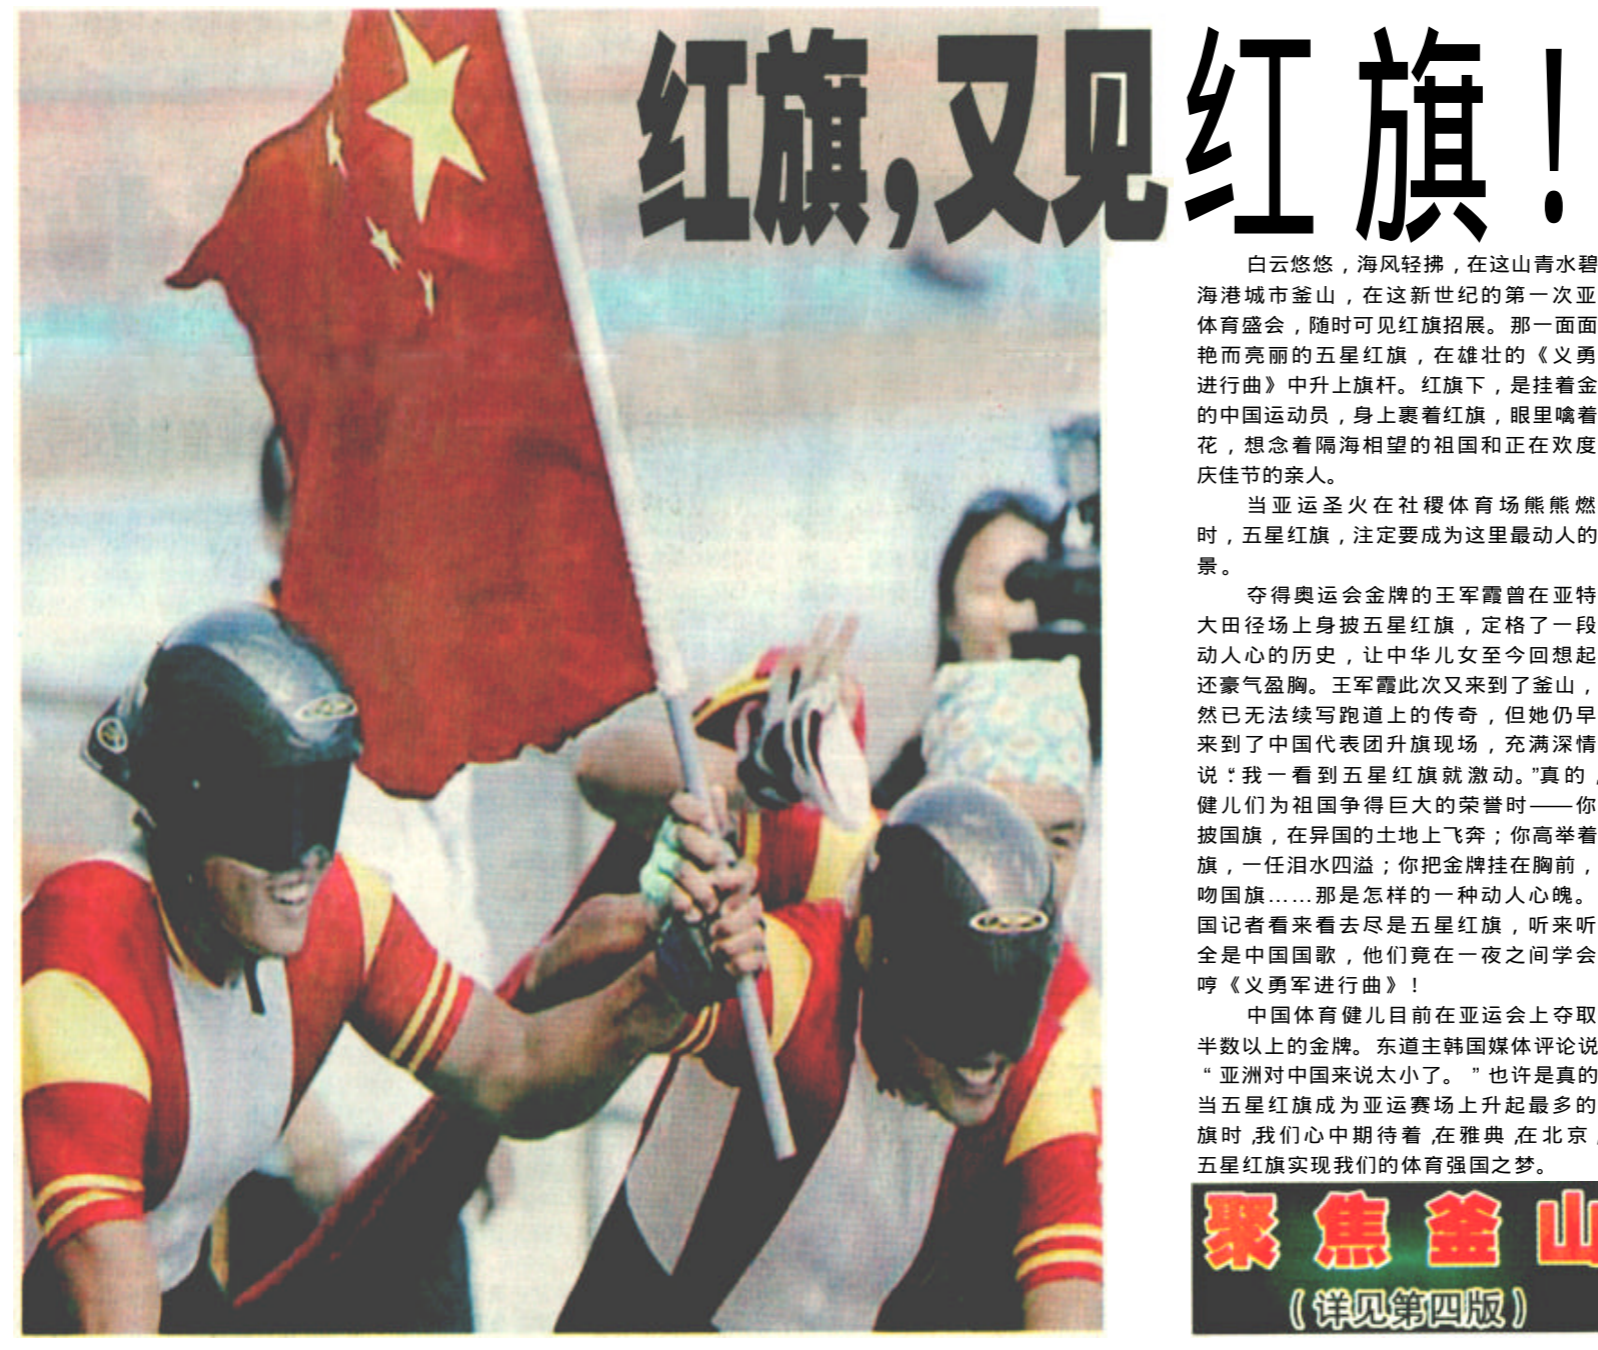 红旗，又见红旗！
白云悠悠，海风轻拂，在这山青水碧
海港城市釜山，在这新世纪的第一次亚
体育盛会，随时可见红旗招展。那一面面
艳而亮丽的五星红旗，在雄壮的《义勇
进行曲》中升上旗杆。红旗下，是挂着金
的中国运动员，身上裹着红旗，眼里噙着
花，想念着隔海相望的祖国和正在欢度
庆佳节的亲人。
当亚运圣火在社稷体育场熊熊燃
时，五星红旗，注定要成为这里最动人的
景。
夺得奥运会金牌的王军霞曾在亚特
大田径场上身披五星红旗，定格了一段
动人心的历史，让中华儿女至今回想起
还豪气盈胸。王军霞此次又来到了釜山，
然已无法续写跑道上的传奇，但她仍早
来到了中国代表团升旗现场，充满深情
说：“我一看到五星红旗就激动。”真的，
健儿们为祖国争得巨大的荣誉时——你
披国旗，在异国的土地上飞奔；你高举着
旗，一任泪水四溢；你把金牌挂在胸前，
吻国旗……那是怎样的一种动人心魄。
国记者看来看去尽是五星红旗，听来听
全是中国国歌，他们竟在一夜之间学会
哼《义勇军进行曲》！
中国体育健儿目前在亚运会上夺取
半数以上的金牌。东道主韩国媒体评论说
“亚洲对中国来说太小了。”也许是真的
当五星红旗成为亚运赛场上升起最多的
旗时，我们心中期待着，在雅典，在北京，
五星红旗实现我们的体育强国之梦。
聚焦釜山
（详见第四版）